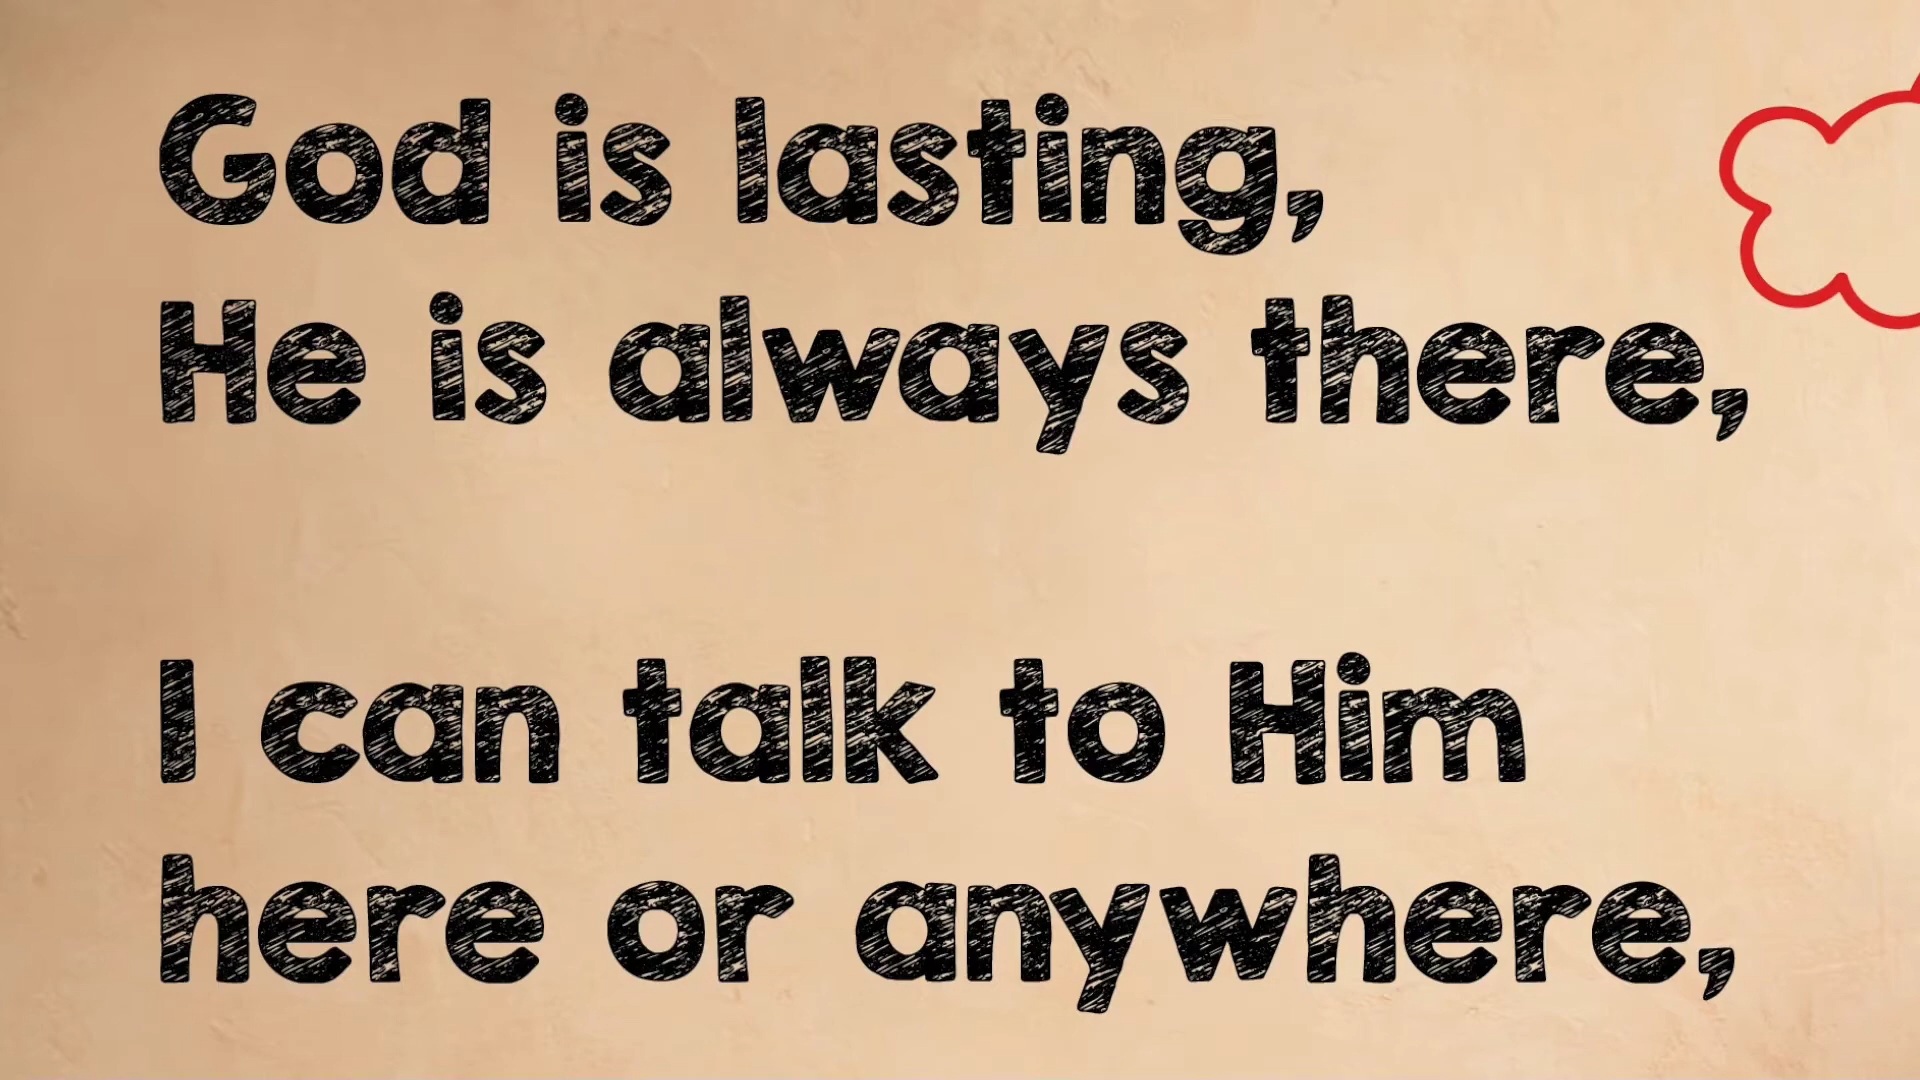 God is lasting,
He is always there,
I can talk to Him
here or anywhere,